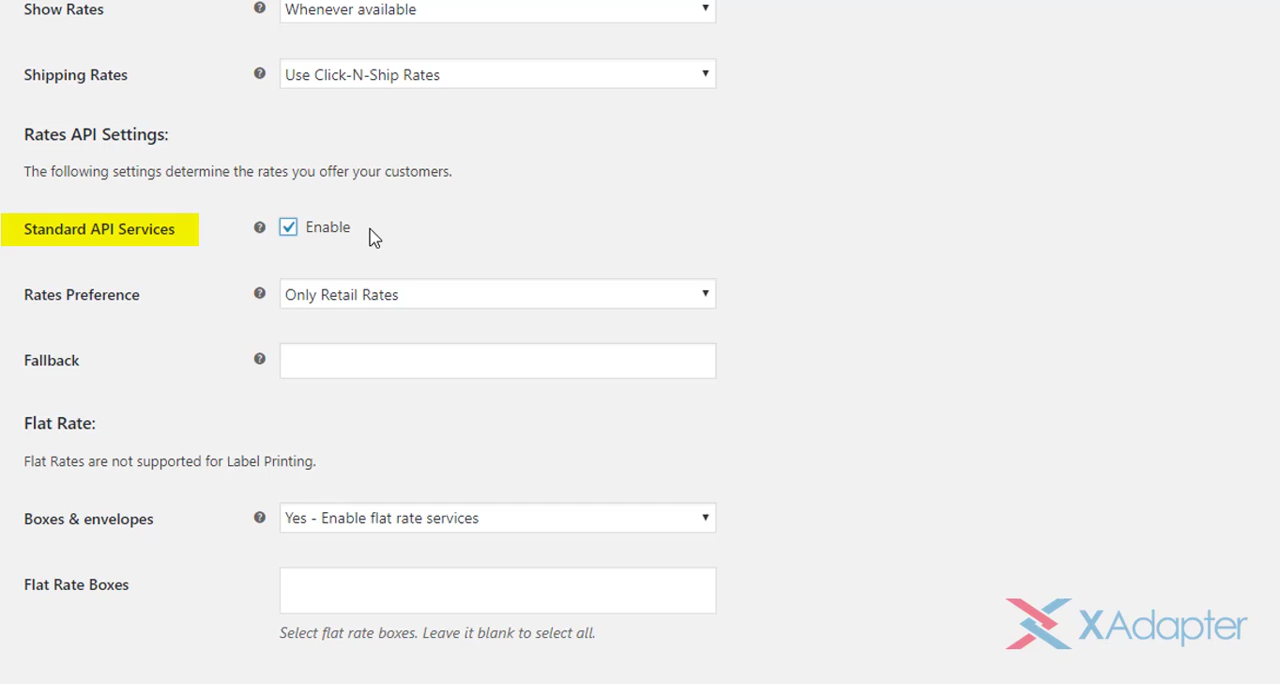 Show Rates
Whenever available
Shipping Rates
Use Click-N-Ship Rates
Rates API Settings:
The following settings determine the rates you offer your customers.
Standard API Services
Enable
Rates Preference
Only Retail Rates
Fallback
Flat Rate:
Flat Rates are not supported for Label Printing.
Boxes & envelopes
Yes - Enable flat rate services
Flat Rate Boxes
Select flat rate boxes. Leave it blank to select all.
XAdapter